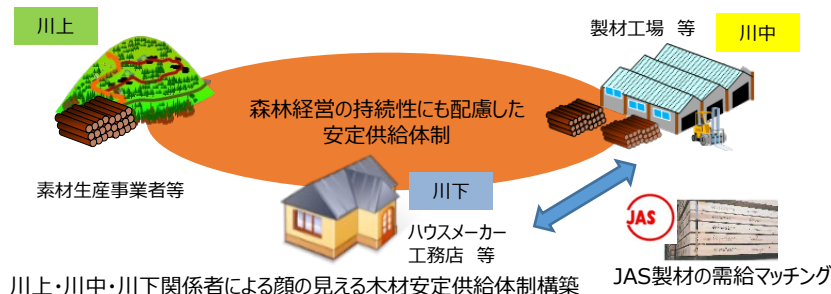 川上
製材工場 等
川中
森林経営の持続性にも配慮した
安定供給体制
素材生産事業者等
川下
ハウスメーカー
工務店 等
JAS
JAS製材の需給マッチング
川上・川中・川下関係者による顔の見える木材安定供給体制構築